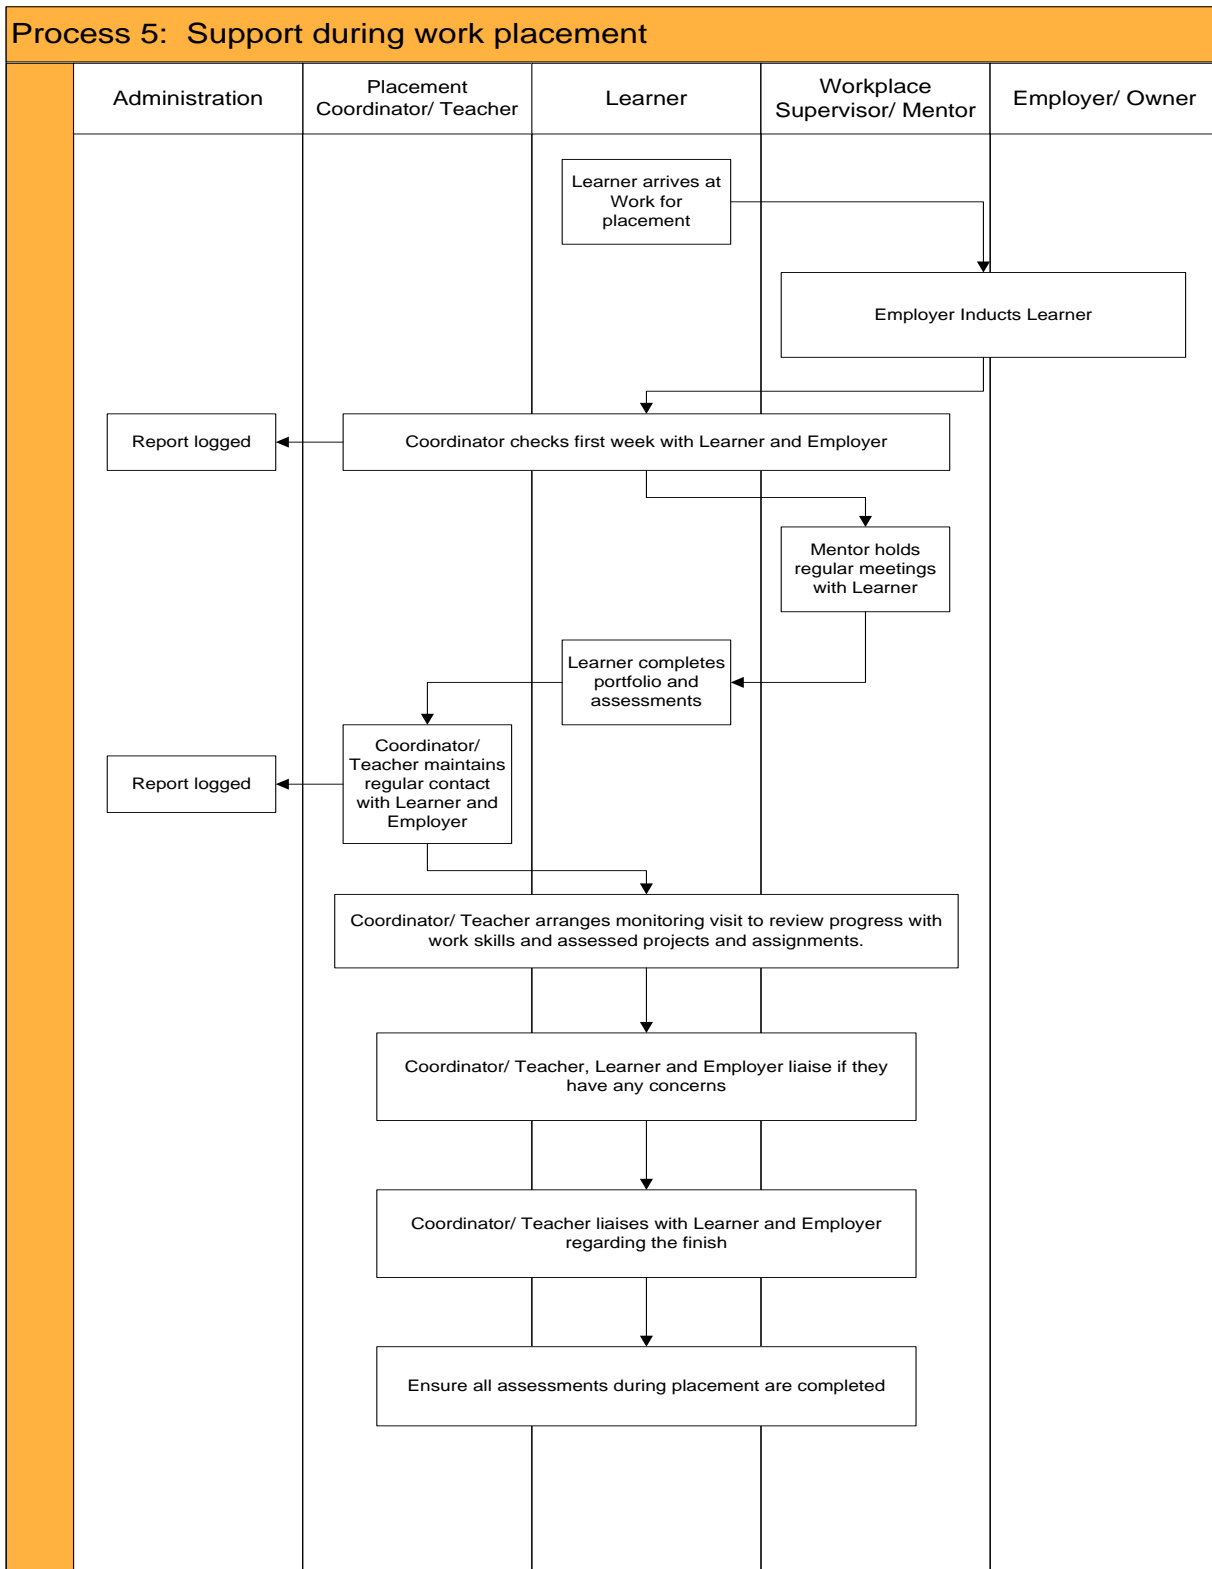 Process 5: Support during work placement
Administration
Placement
Coordinator/ Teacher
Learner
Workplace
Supervisor/ Mentor
Employer/ Owner
Learner arrives at
Work for
placement
Employer Inducts Learner
Report logged
Coordinator checks first week with Learner and Employer
Mentor holds
regular meetings
with Learner
Learner completes
portfolio and
assessments
Report logged
Coordinator/
Teacher maintains
regular contact
with Learner and
Employer
Coordinator/ Teacher arranges monitoring visit to review progress with
work skills and assessed projects and assignments.
Coordinator/ Teacher, Learner and Employer liaise if they
have any concerns
Coordinator/ Teacher liaises with Learner and Employer
regarding the finish
Ensure all assessments during placement are completed